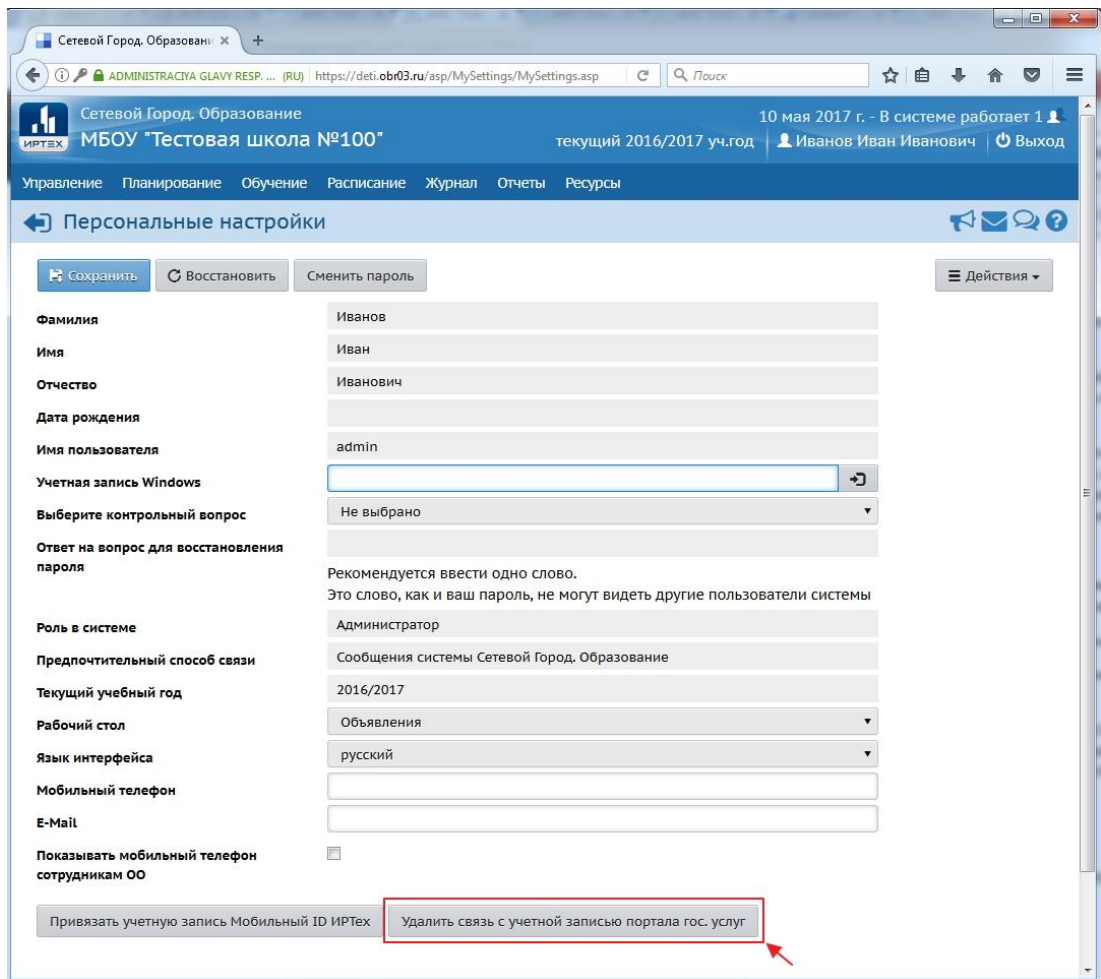 Сетевой Город. Образовани × +
ADMINISTRACIYA GLAVY RESP. ... (RU) https://deti.obr03.ru/asp/MySettings/MySettings.asp Поиск
Сетевой Город. Образование
10 мая 2017 г. - В системе работает 1
ИРТЕХ МБОУ "Тестовая школа №100"
текущий 2016/2017 уч.год Иванов Иван Иванович Выход
Управление Планирование Обучение Расписание Журнал Отчеты Ресурсы
Персональные настройки
Сохранить Восстановить Сменить пароль Действия
Фамилия Иванов
Имя Иван
Отчество Иванович
Дата рождения
Имя пользователя admin
Учетная запись Windows
Выберите контрольный вопрос Не выбрано
Ответ на вопрос для восстановления
пароля
Рекомендуется ввести одно слово.
Это слово, как и ваш пароль, не могут видеть другие пользователи системы
Роль в системе Администратор
Предпочтительный способ связи Сообщения системы Сетевой Город. Образование
Текущий учебный год 2016/2017
Рабочий стол Объявления
Язык интерфейса русский
Мобильный телефон
E-Mail
Показывать мобильный телефон
сотрудникам ОО
Привязать учетную запись Мобильный ID ИРТех Удалить связь с учетной записью портала гос. услуг